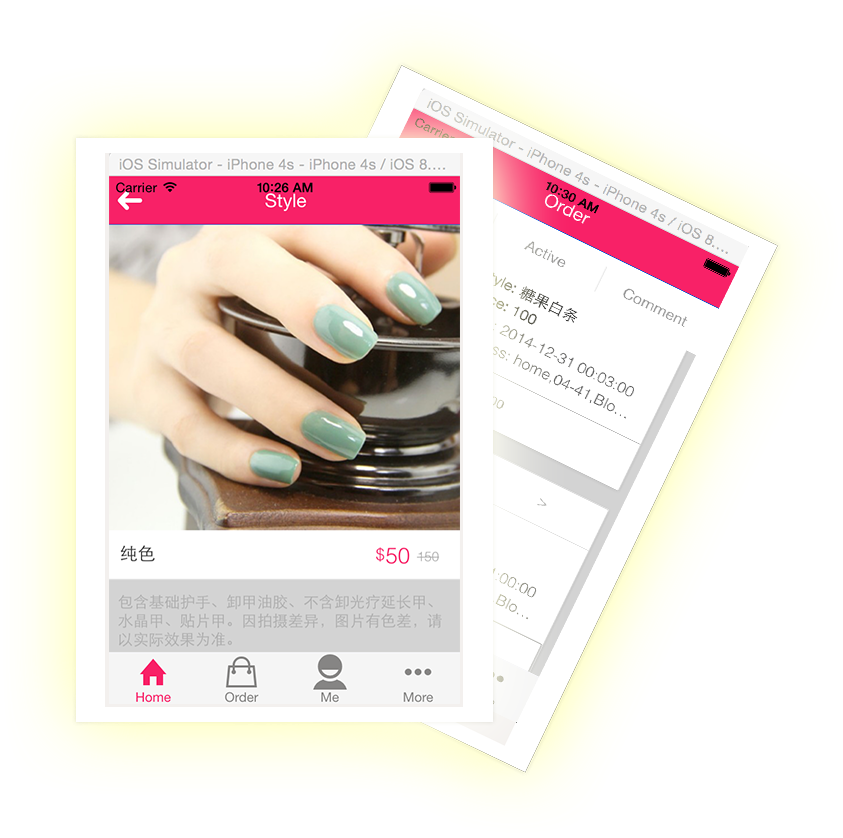 iOS Simulator - iPhone 4s - iPhone 4s / iOS 8....
Carrier 10:26 AM
Style
纯色 $50 150
包含基础护手、卸甲油胶、不含卸光疗延长甲、
水晶甲、贴片甲。因拍摄差异，图片有色差，请
以实际效果为准。
Home Order Me More
iOS Simulator - iPhone 4s - iPhone 4s / iOS 8....
Carrier 10:30 AM
Order
Active Comment
tyle: 糖果白条
ce: 100
: 2014-12-31 00:03:00
ss: home,04-41,Blo...
00
>
:00:00
Blo...